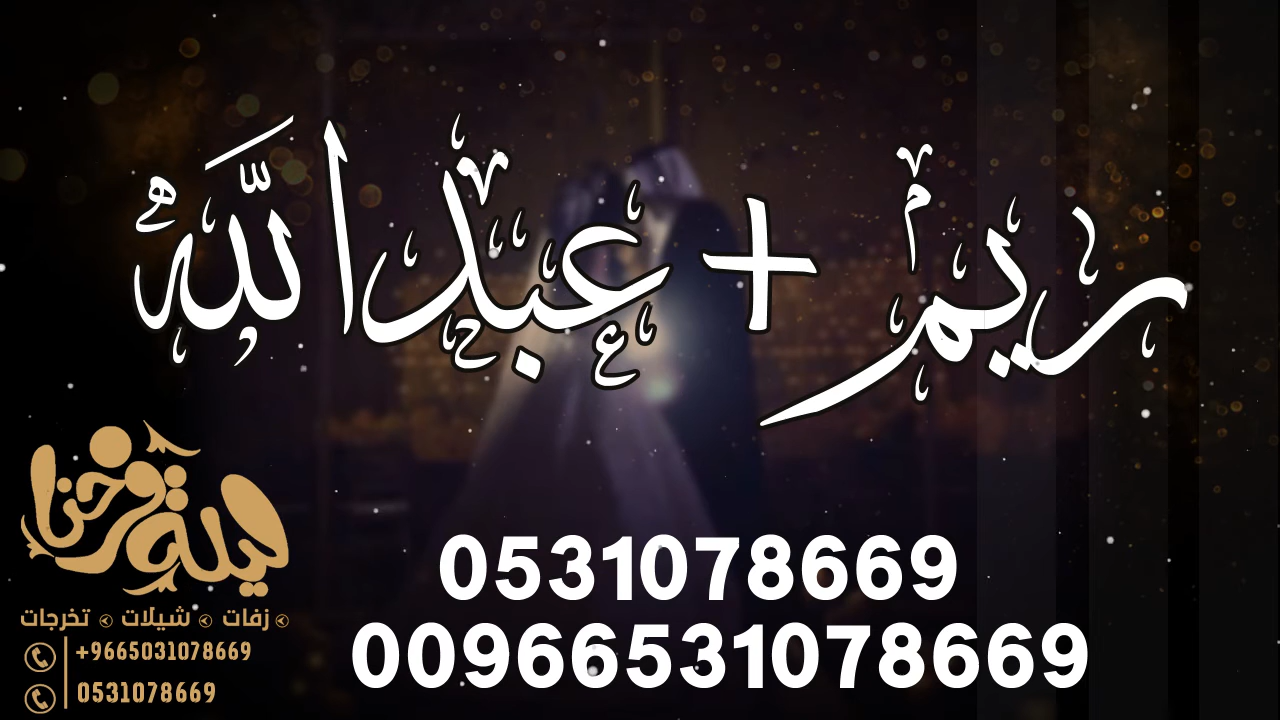 ريم + عبدالله
ليلة فرحنا
زفات شيلات تخرجات
+9665031078669
0531078669
0531078669
00966531078669